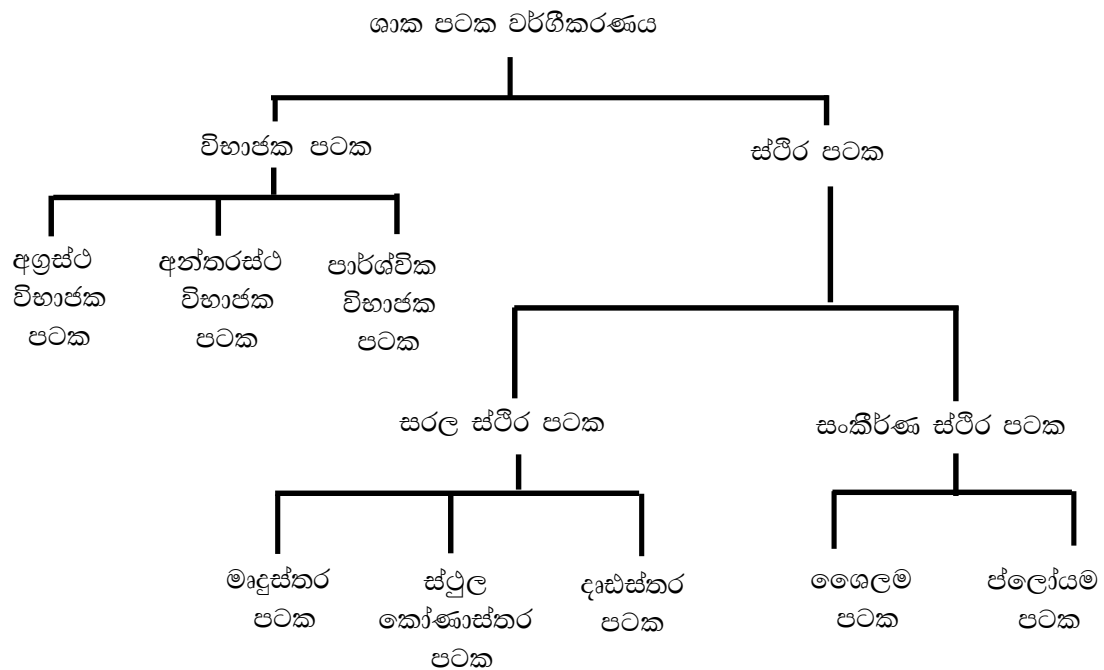 ශාක පටක වර්ගීකරණය
විභාජක පටක
ස්ථිර පටක
අග්‍රස්ථ
විභාජක
පටක
අන්තරස්ථ
විභාජක
පටක
පාර්ශ්වික
විභාජක
පටක
සරල ස්ථිර පටක
සංකීර්ණ ස්ථිර පටක
මෘදුස්තර
පටක
ස්ථුල
කෝණාස්තර
පටක
දෘඪස්තර
පටක
ශෛලම
පටක
ප්ලෝයම
පටක